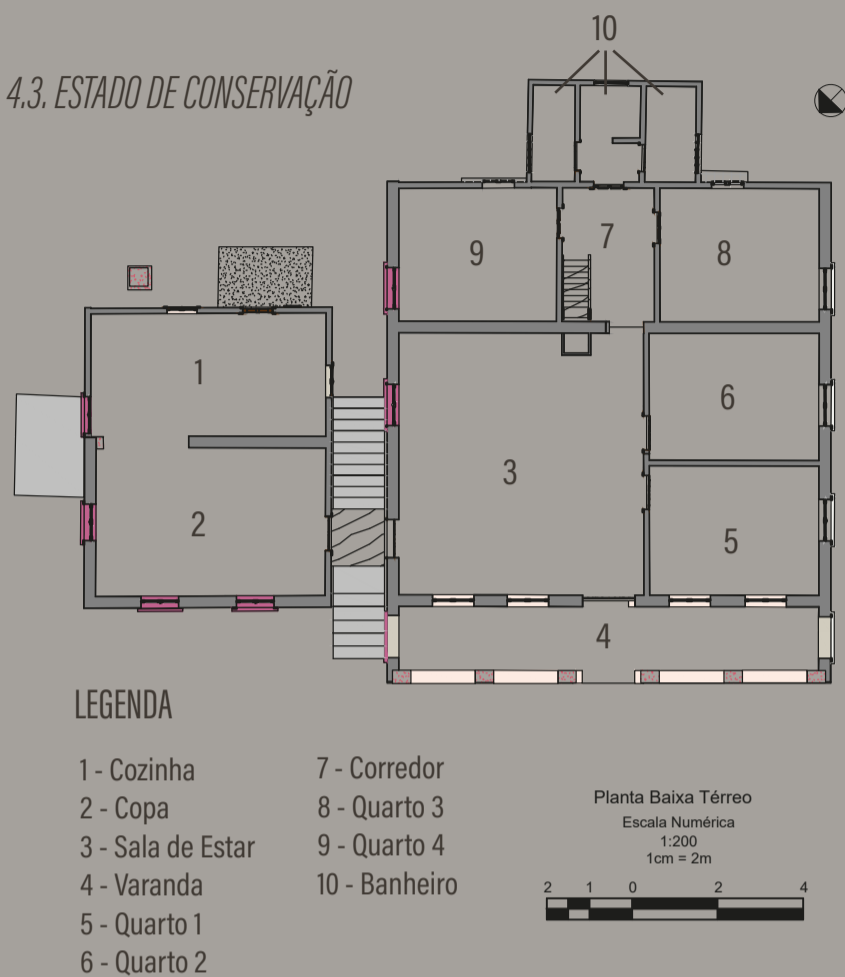 10
4.3. ESTADO DE CONSERVAÇÃO
9
7
8
1
6
3
2
5
4
LEGENDA
1 - Cozinha
2 - Copa
3 - Sala de Estar
4 - Varanda
5 - Quarto 1
6 - Quarto 2
7 - Corredor
8 - Quarto 3
9 - Quarto 4
10 - Banheiro
Planta Baixa Térreo
Escala Numérica
1:200
1cm = 2m
2 1 0 2 4